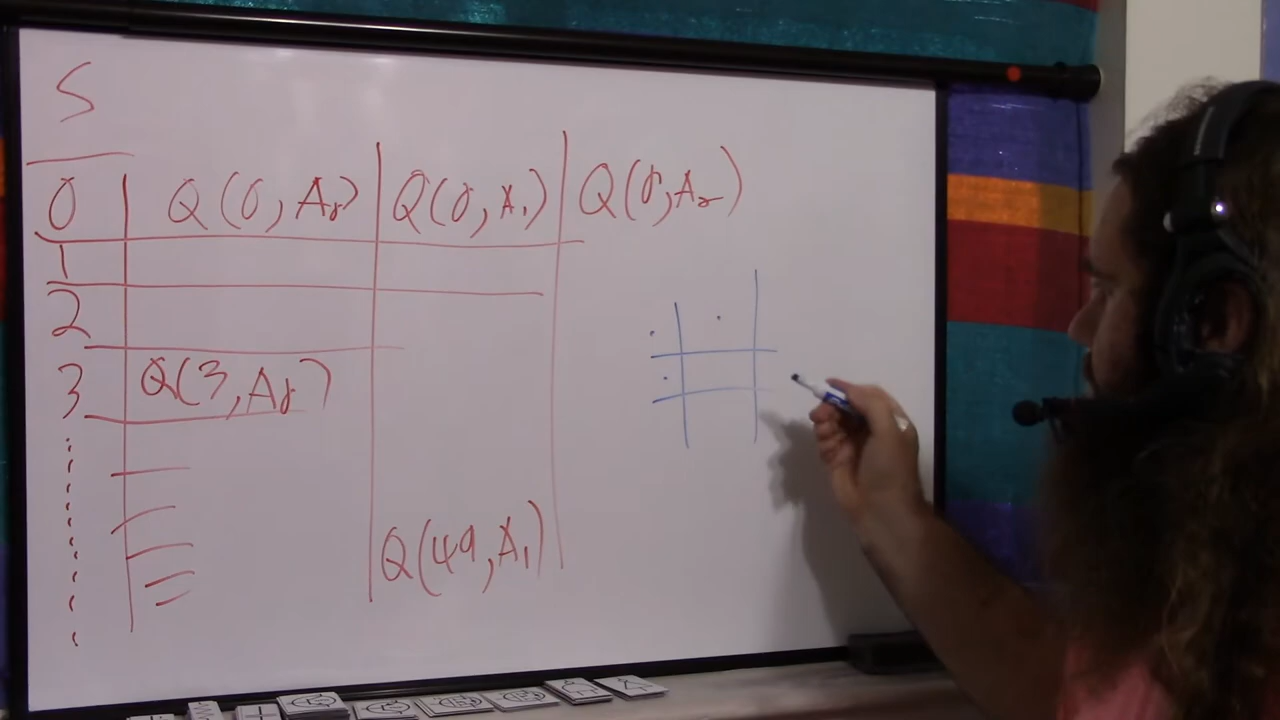 S
0 Q(0, A0) Q(0, A1) Q(0, A2)
1
2
3 Q(3, A0)
Q(49, A1)